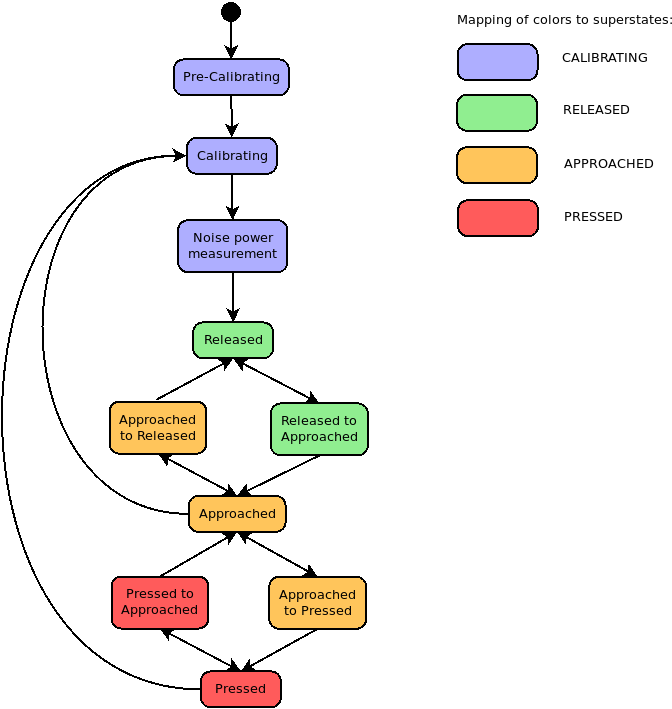 Mapping of colors to superstates:
CALIBRATING
RELEASED
APPROACHED
PRESSED
Pre-Calibrating
Calibrating
Noise power
measurement
Released
Approached
to Released
Released to
Approached
Approached
Pressed to
Approached
Approached
to Pressed
Pressed